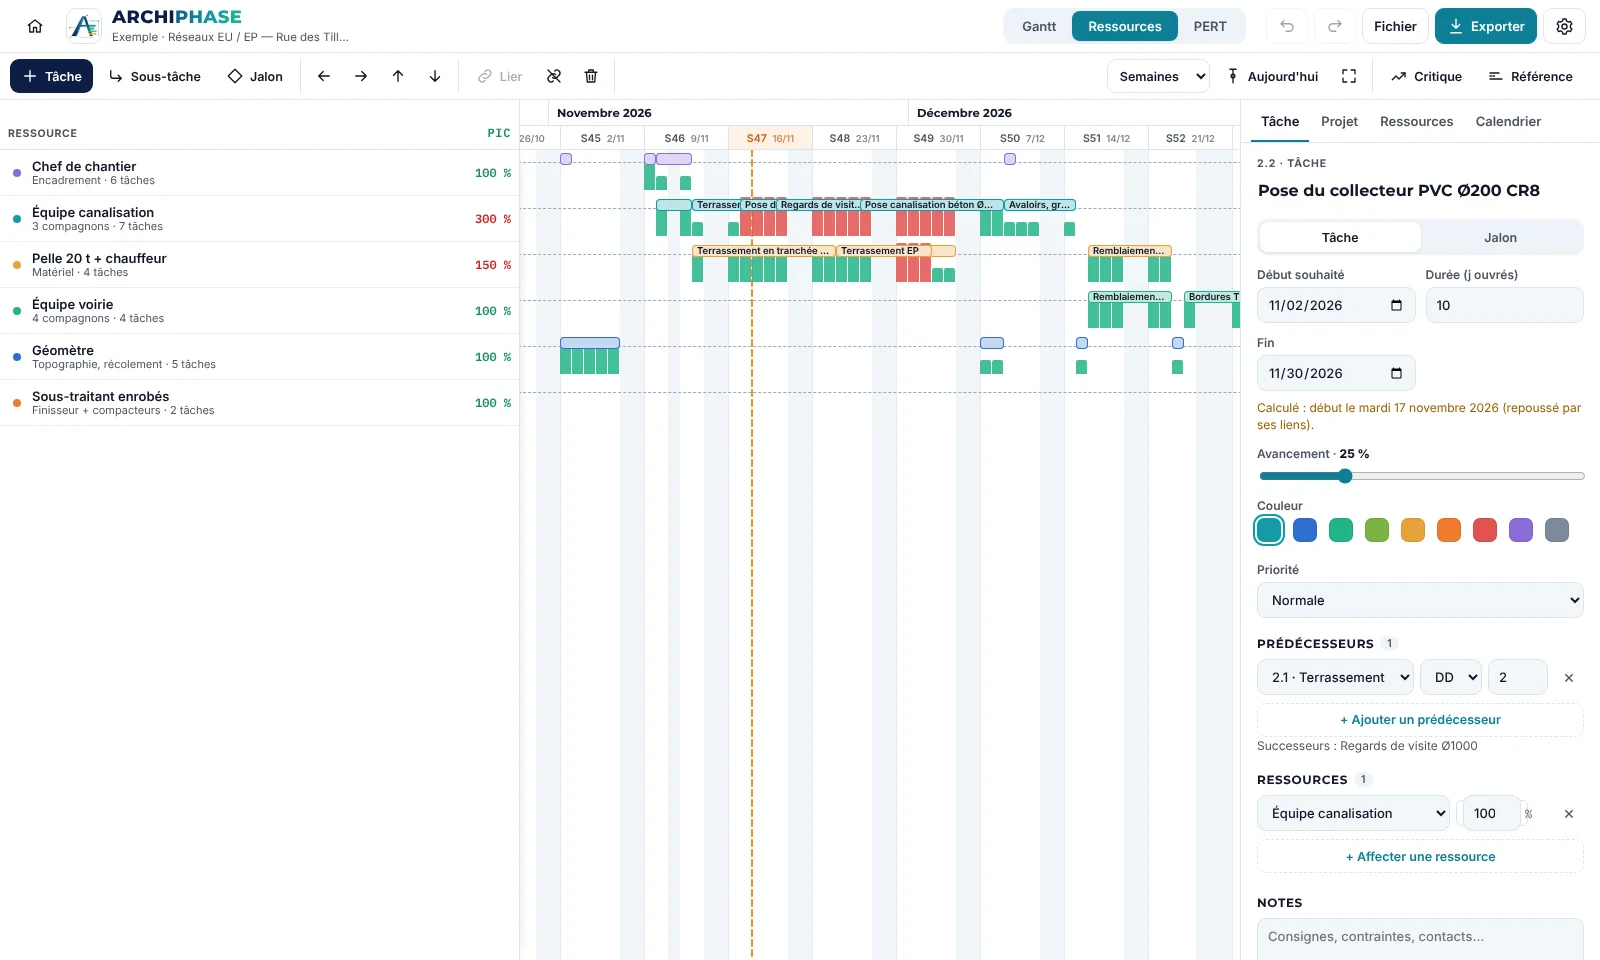 ARCHIPHASE
Exemple · Réseaux EU / EP — Rue des Till...
Gantt
Ressources
PERT
Fichier
Exporter
Tâche
Sous-tâche
Jalon
Lier
Semaines
Aujourd'hui
Critique
Référence
RESSOURCE
PIC
Novembre 2026
Décembre 2026
26/10
S45 2/11
S46 9/11
S47 16/11
S48 23/11
S49 30/11
S50 7/12
S51 14/12
S52 21/12
Chef de chantier
Encadrement · 6 tâches
100 %
Équipe canalisation
3 compagnons · 7 tâches
300 %
Terrasser
Pose d
Regards de visit...
Pose canalisation béton Ø...
Avaloirs, gr...
Pelle 20 t + chauffeur
Matériel · 4 tâches
150 %
Terrassement en tranchée ...
Terrassement EP
Remblaiemen...
Équipe voirie
4 compagnons · 4 tâches
100 %
Remblaiemen...
Bordures T
Géomètre
Topographie, récolement · 5 tâches
100 %
Sous-traitant enrobés
Finisseur + compacteurs · 2 tâches
100 %
Tâche
Projet
Ressources
Calendrier
2.2 · TÂCHE
Pose du collecteur PVC Ø200 CR8
Tâche
Jalon
Début souhaité
Durée (j ouvrés)
11/02/2026
10
Fin
11/30/2026
Calculé : début le mardi 17 novembre 2026 (repoussé par
ses liens).
Avancement · 25 %
Couleur
Priorité
Normale
PRÉDÉCESSEURS 1
2.1 · Terrassement
DD
2
+ Ajouter un prédécesseur
Successeurs : Regards de visite Ø1000
RESSOURCES 1
Équipe canalisation
100
%
+ Affecter une ressource
NOTES
Consignes, contraintes, contacts...